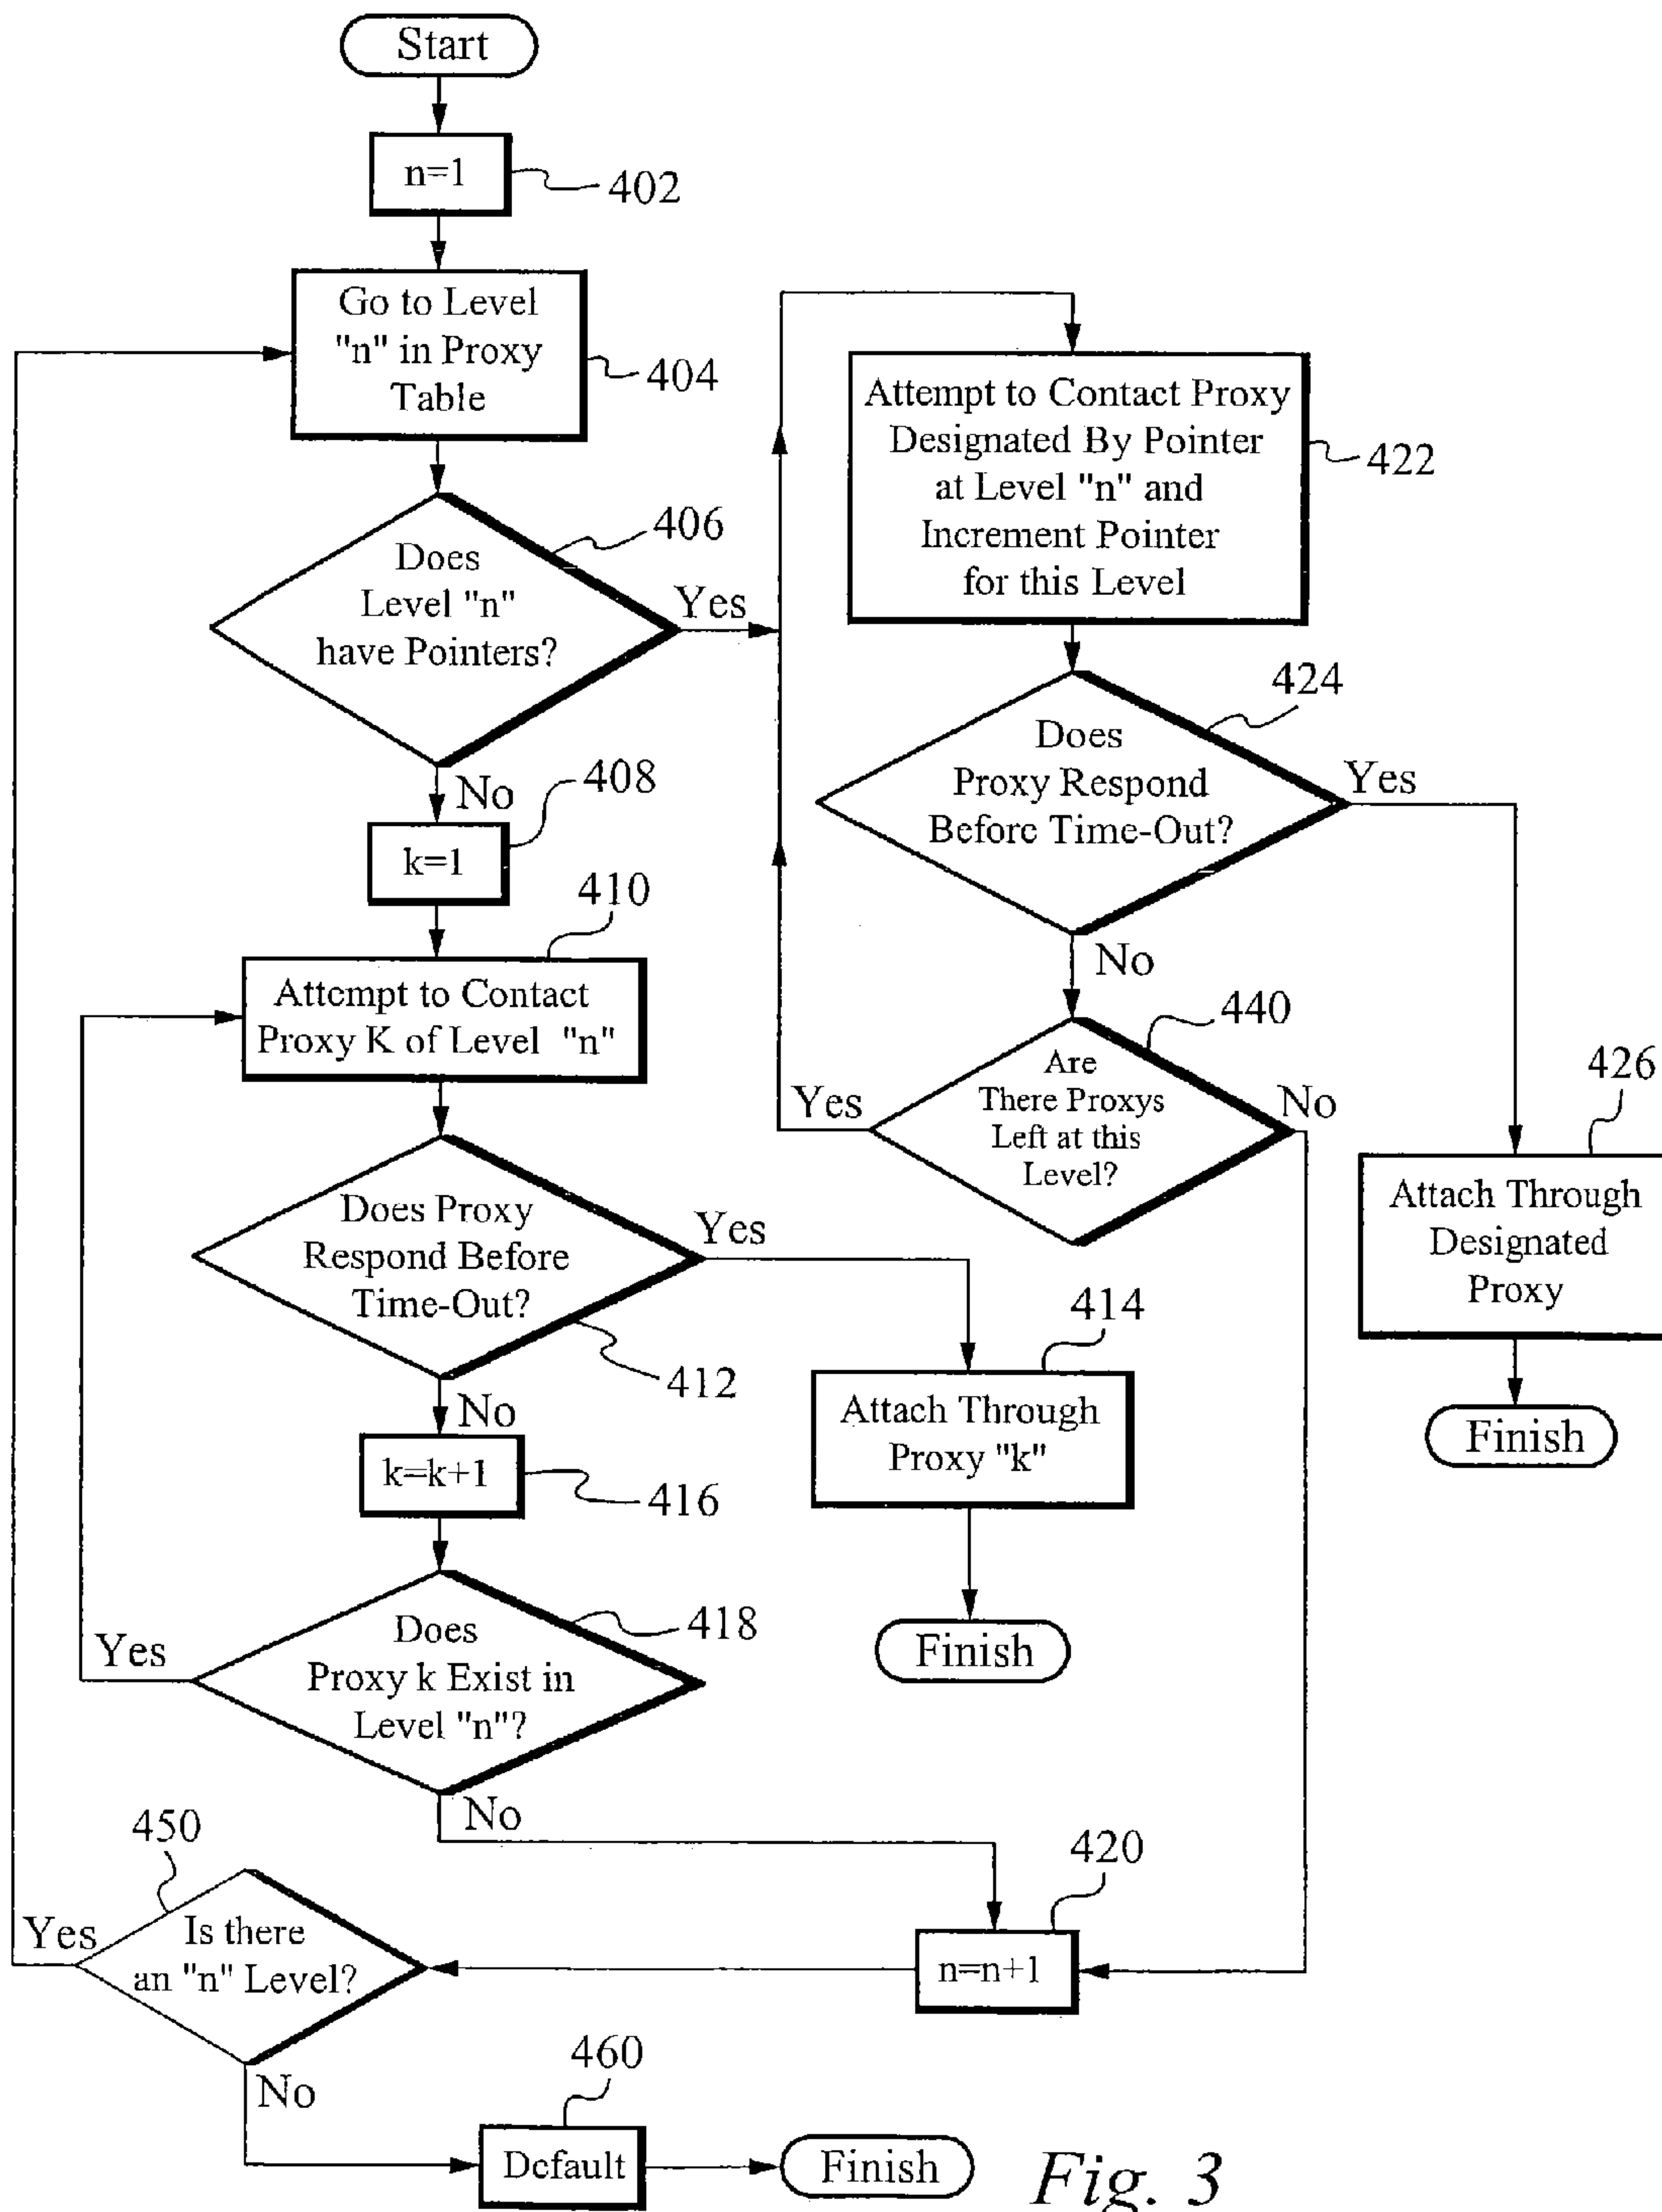 Start
n=1
402
Go to Level
"n" in Proxy
Table
404
Does
Level "n"
have Pointers?
406
Yes
No
k=1
408
410
Attempt to Contact
Proxy K of Level "n"
Does Proxy
Respond Before
Time-Out?
412
Yes
No
414
Attach Through
Proxy "k"
Finish
k=k+1
416
Does
Proxy k Exist in
Level "n"?
418
Yes
No
Attempt to Contact Proxy
Designated By Pointer
at Level "n" and
Increment Pointer
for this Level
422
424
Does
Proxy Respond
Before Time-Out?
Yes
No
440
Are
There Proxys
Left at this
Level?
Yes
No
426
Attach Through
Designated
Proxy
Finish
420
n=n+1
450
Is there
an "n" Level?
Yes
No
460
Default
Finish
Fig. 3